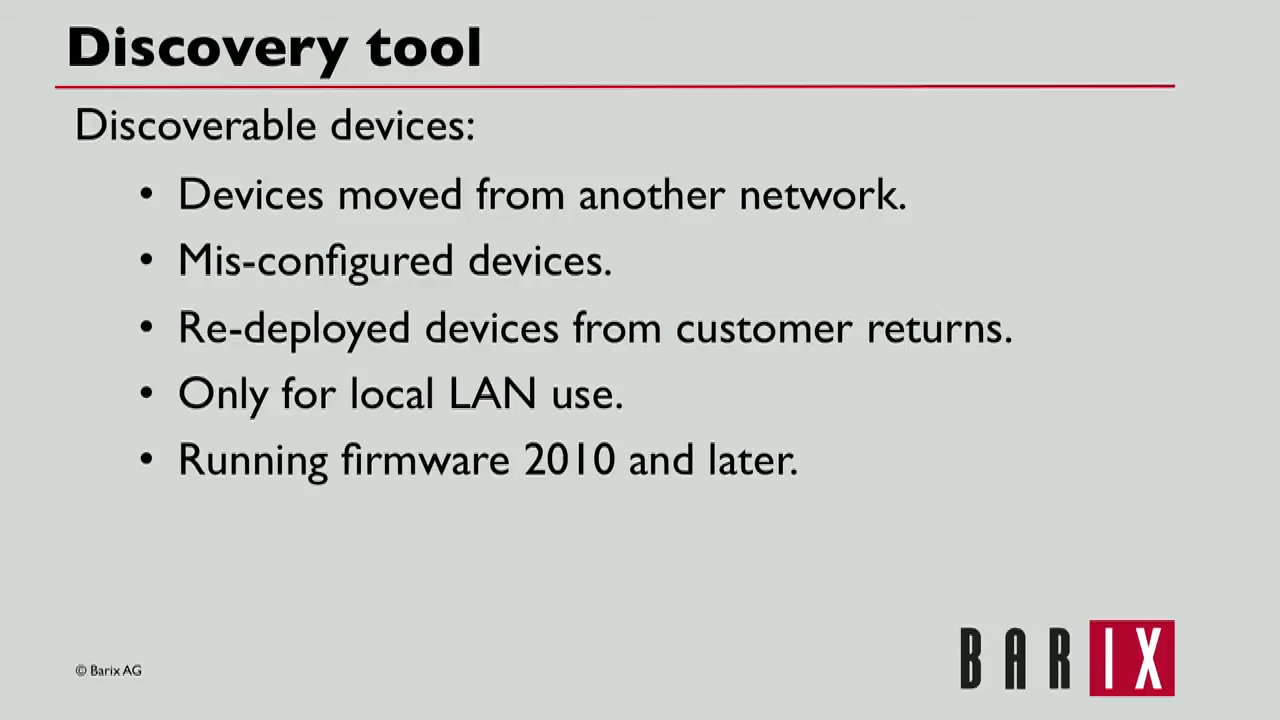 Discovery tool
Discoverable devices:
• Devices moved from another network.
• Mis-configured devices.
• Re-deployed devices from customer returns.
• Only for local LAN use.
• Running firmware 2010 and later.
© Barix AG
BARIX